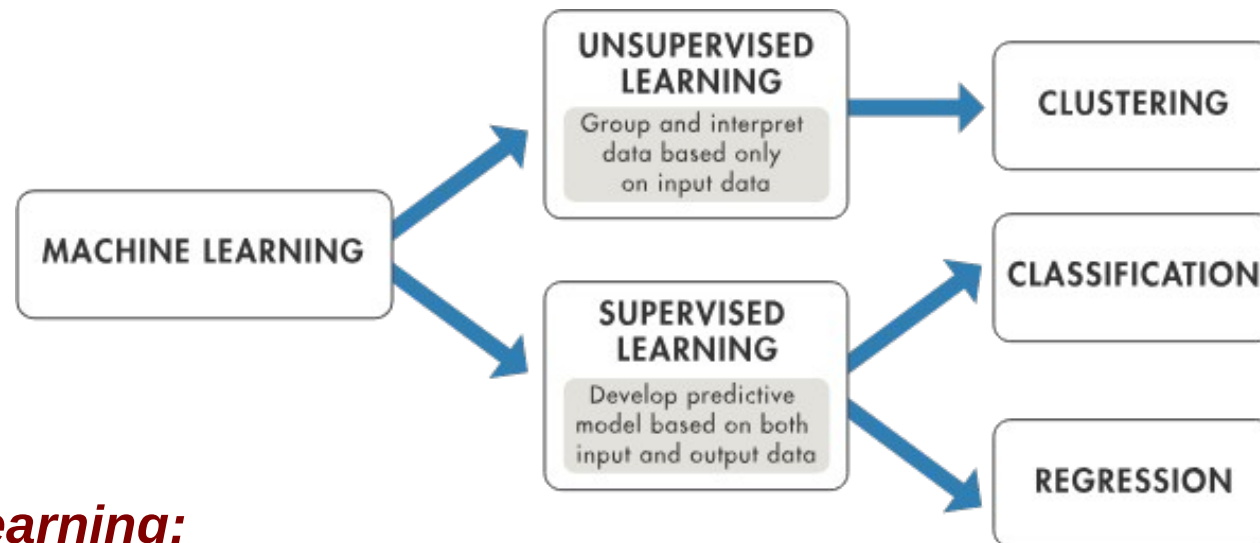 MACHINE LEARNING
UNSUPERVISED
LEARNING
Group and interpret
data based only
on input data
CLUSTERING
SUPERVISED
LEARNING
Develop predictive
model based on both
input and output data
CLASSIFICATION
REGRESSION
earning: